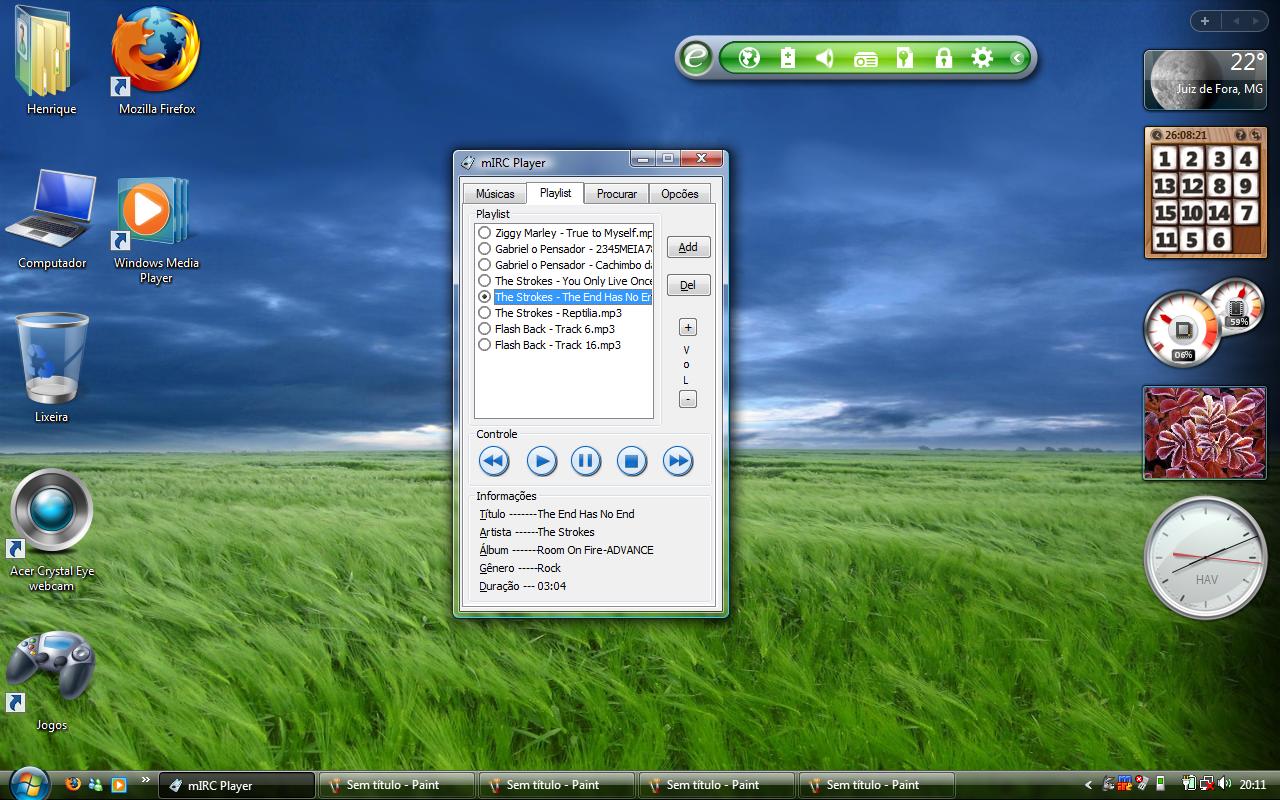 Henrique
Mozilla Firefox
Computador
Windows Media
Player
Lixeira
Acer Crystal Eye
webcam
Jogos
e
mIRC Player
Músicas
Playlist
Procurar
Opcões
Playlist
Ziggy Marley - True to Myself.mp
Gabriel o Pensador - 2345MEIA78
Gabriel o Pensador - Cachimbo da
The Strokes - You Only Live Once
The Strokes - The End Has No En
The Strokes - Reptilia.mp3
Flash Back - Track 6.mp3
Flash Back - Track 16.mp3
Add
Del
+
V
o
L
-
Controle
Informações
Título -------The End Has No End
Artista ------The Strokes
Álbum ------Room On Fire-ADVANCE
Gênero -----Rock
Duração --- 03:04
22°
Juiz de Fora, MG
26:08:21
1 2 3 4
13 12 8 9
15 10 14 7
11 5 6
59%
06%
HAV
mIRC Player
Sem título - Paint
Sem título - Paint
Sem título - Paint
Sem título - Paint
20:11